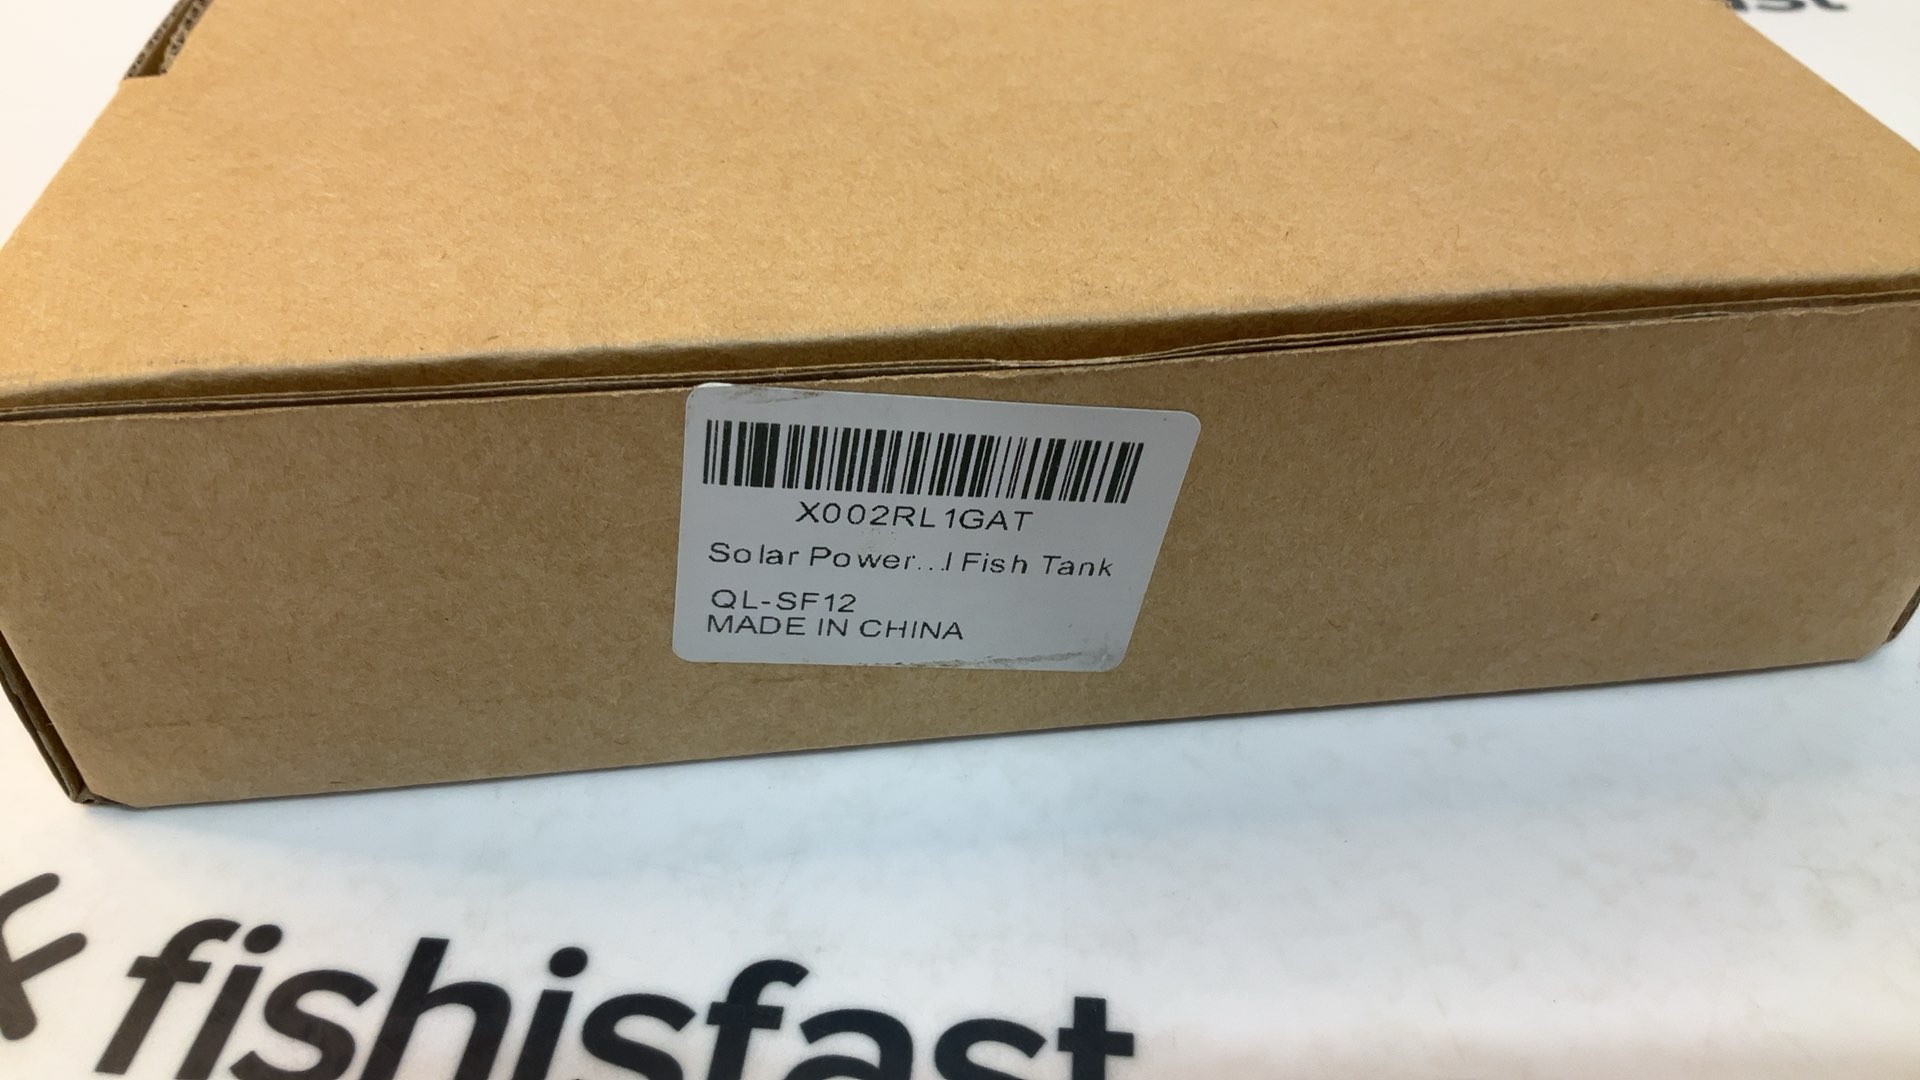 X002RL1GAT
Solar Power...l Fish Tank
QL-SF12
MADE IN CHINA
fishisfast